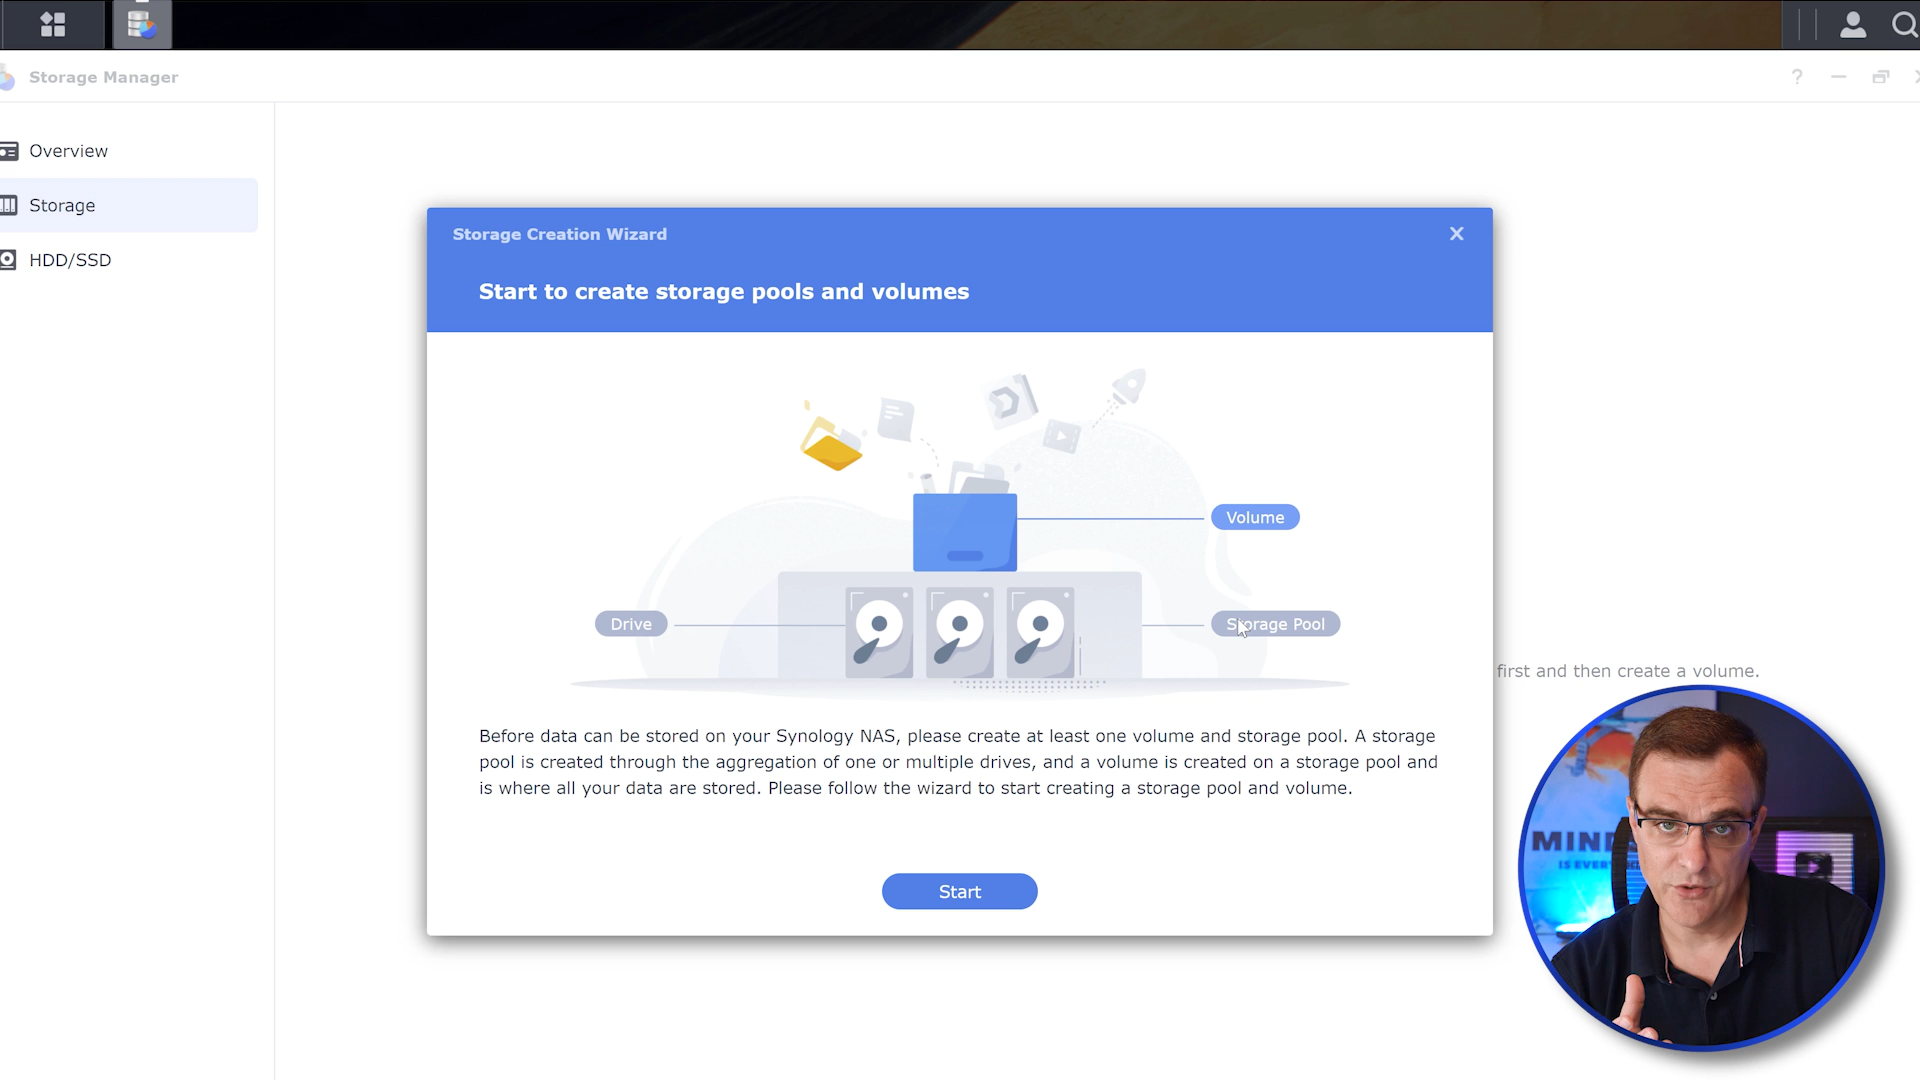 Storage Manager
?
Overview
Storage
HDD/SSD
Storage Creation Wizard
Start to create storage pools and volumes
Volume
Drive
Storage Pool
first and then create a volume.
Before data can be stored on your Synology NAS, please create at least one volume and storage pool. A storage
pool is created through the aggregation of one or multiple drives, and a volume is created on a storage pool and
is where all your data are stored. Please follow the wizard to start creating a storage pool and volume.
Start
IS EVER